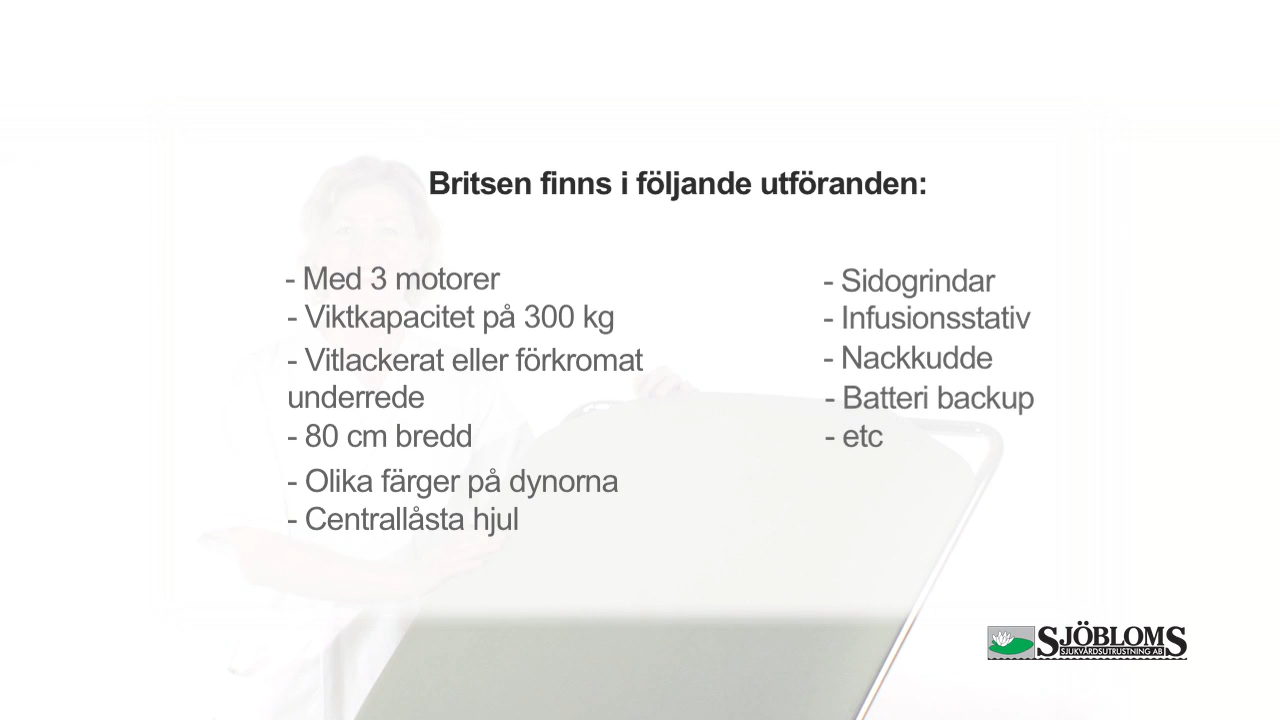 Britsen finns i följande utföranden:
- Med 3 motorer
- Viktkapacitet på 300 kg
- Vitlackerat eller förkromat
underrede
- 80 cm bredd
- Olika färger på dynorna
- Centrallåsta hjul
- Sidogrindar
- Infusionsstativ
- Nackkudde
- Batteri backup
- etc
SJÖBLOMS
SJUKVÅRDSUTRUSTNING AB